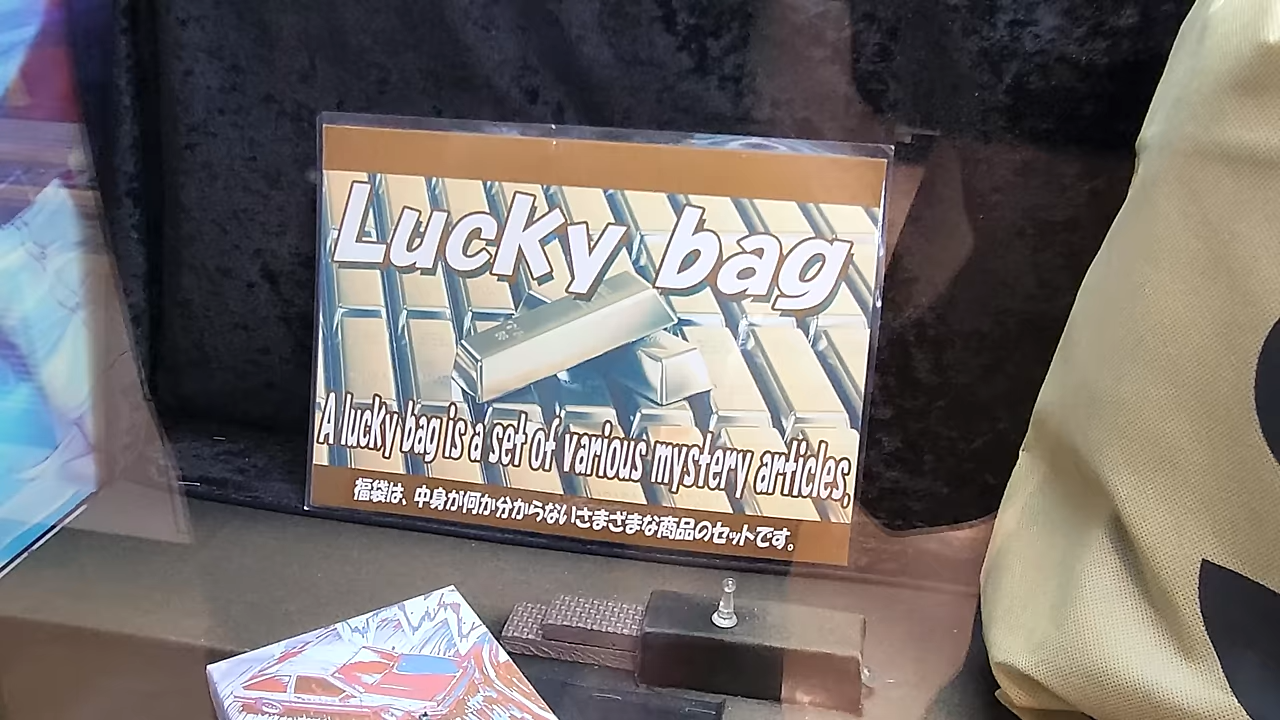 Lucky bag
A lucky bag is a set of various mystery articles.
福袋は、中身が何か分からないさまざまな商品のセットです。